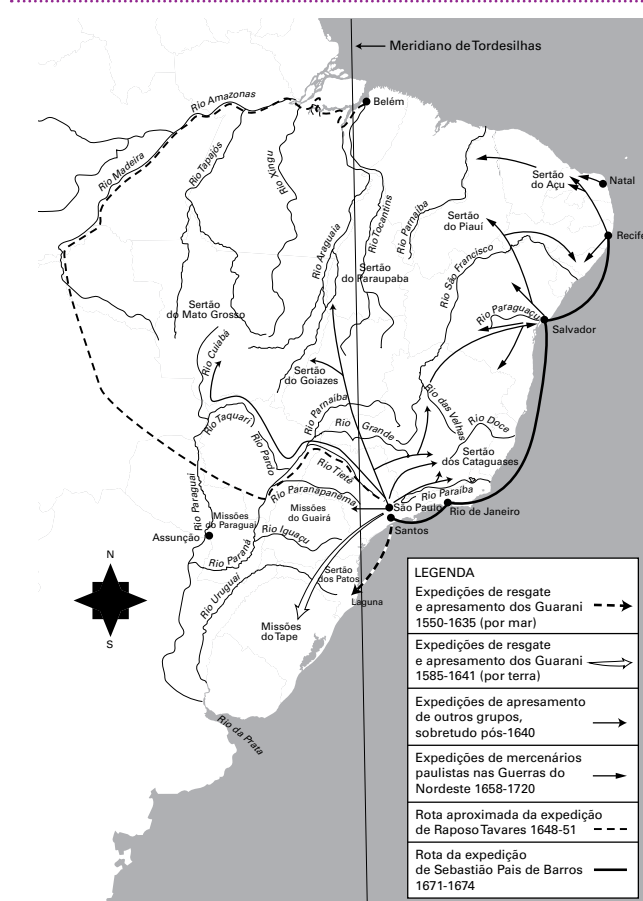 Meridiano de Tordesilhas
Rio Amazonas
Belém
Rio Madeira
Rio Tapajós
Rio Xingu
Rio Araguaia
Rio Tocantins
Rio Parnaíba
Sertão
do Açu
Natal
Sertão
do Piauí
Recife
Rio São Francisco
Sertão
do Paraupaba
Rio Paraguaçu
Salvador
Sertão
do Mato Grosso
Rio Cuiabá
Sertão
do Goiazes
Rio das Velhas
Rio Parnaíba
Rio Taquari
Rio Grande
Rio Doce
Rio Pardo
Sertão
dos Cataguases
Rio Tietê
Rio Paraguai
Rio Paranapanema
Rio Paraíba
São Paulo
Rio de Janeiro
Missões
do Paraguai
Missões
do Guairá
Santos
Assunção
Rio Iguaçu
Rio Paraná
N
Sertão
dos Patos
Rio Uruguai
Laguna
S
Missões
do Tape
Rio da Prata
LEGENDA
Expedições de resgate
e apresamento dos Guarani
1550-1635 (por mar)
Expedições de resgate
e apresamento dos Guarani
1585-1641 (por terra)
Expedições de apresamento
de outros grupos,
sobretudo pós-1640
Expedições de mercenários
paulistas nas Guerras do
Nordeste 1658-1720
Rota aproximada da expedição
de Raposo Tavares 1648-51
Rota da expedição
de Sebastião Pais de Barros
1671-1674